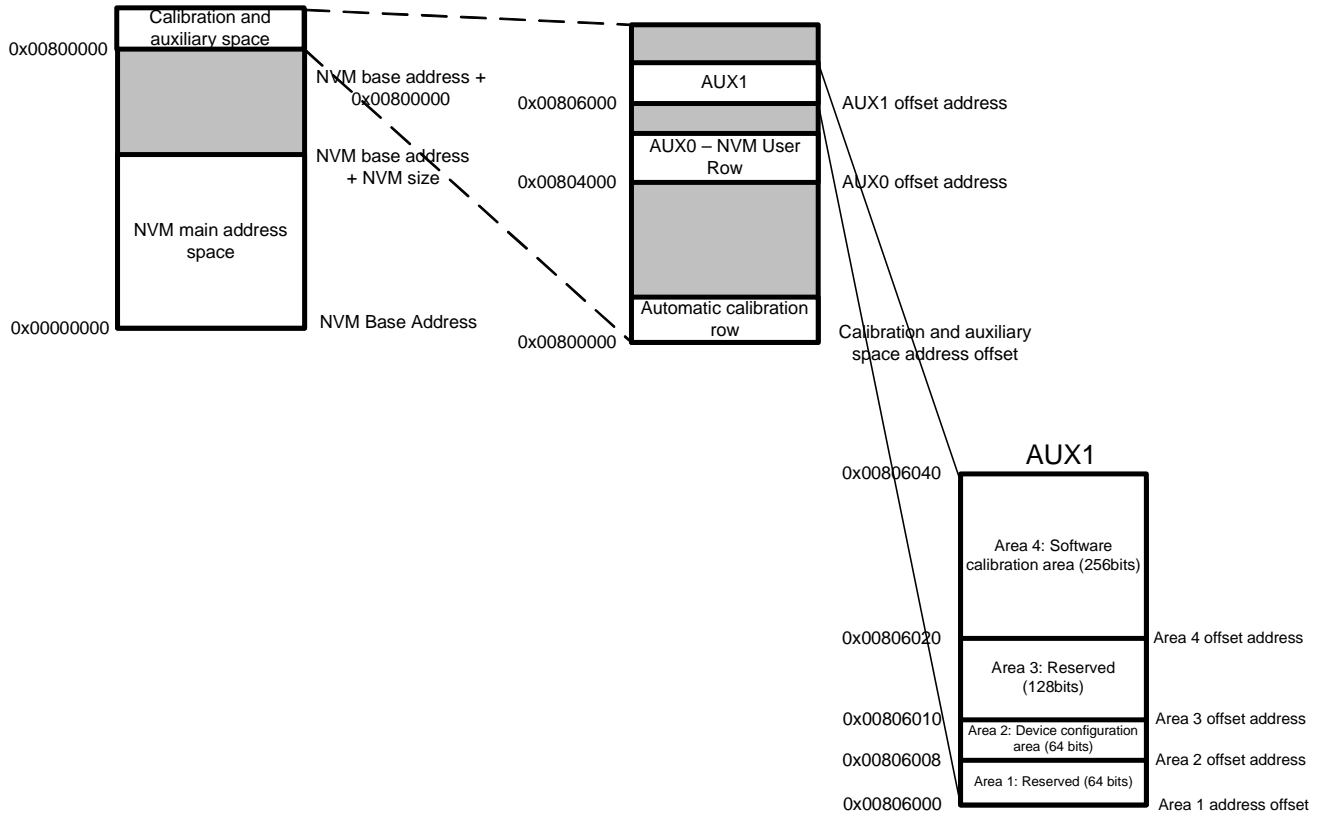 Calibration and
auxiliary space
0x00800000
NVM base address +
0x00800000
NVM base address
+ NVM size
NVM main address
space
0x00000000
NVM Base Address
AUX1
0x00806000
AUX1 offset address
AUX0 – NVM User
Row
0x00804000
AUX0 offset address
Automatic calibration
row
0x00800000
Calibration and auxiliary
space address offset
AUX1
0x00806040
Area 4: Software
calibration area (256bits)
0x00806020
Area 4 offset address
Area 3: Reserved
(128bits)
0x00806010
Area 3 offset address
Area 2: Device configuration
area (64 bits)
0x00806008
Area 2 offset address
Area 1: Reserved (64 bits)
0x00806000
Area 1 address offset